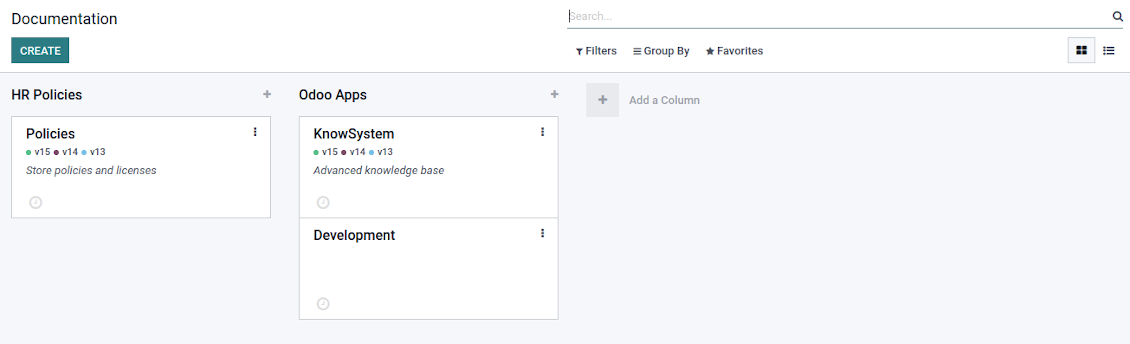 Documentation
Search...
CREATE
Filters Group By Favorites
HR Policies
Odoo Apps
Add a Column
Policies
v15 v14 v13
Store policies and licenses
KnowSystem
v15 v14 v13
Advanced knowledge base
Development